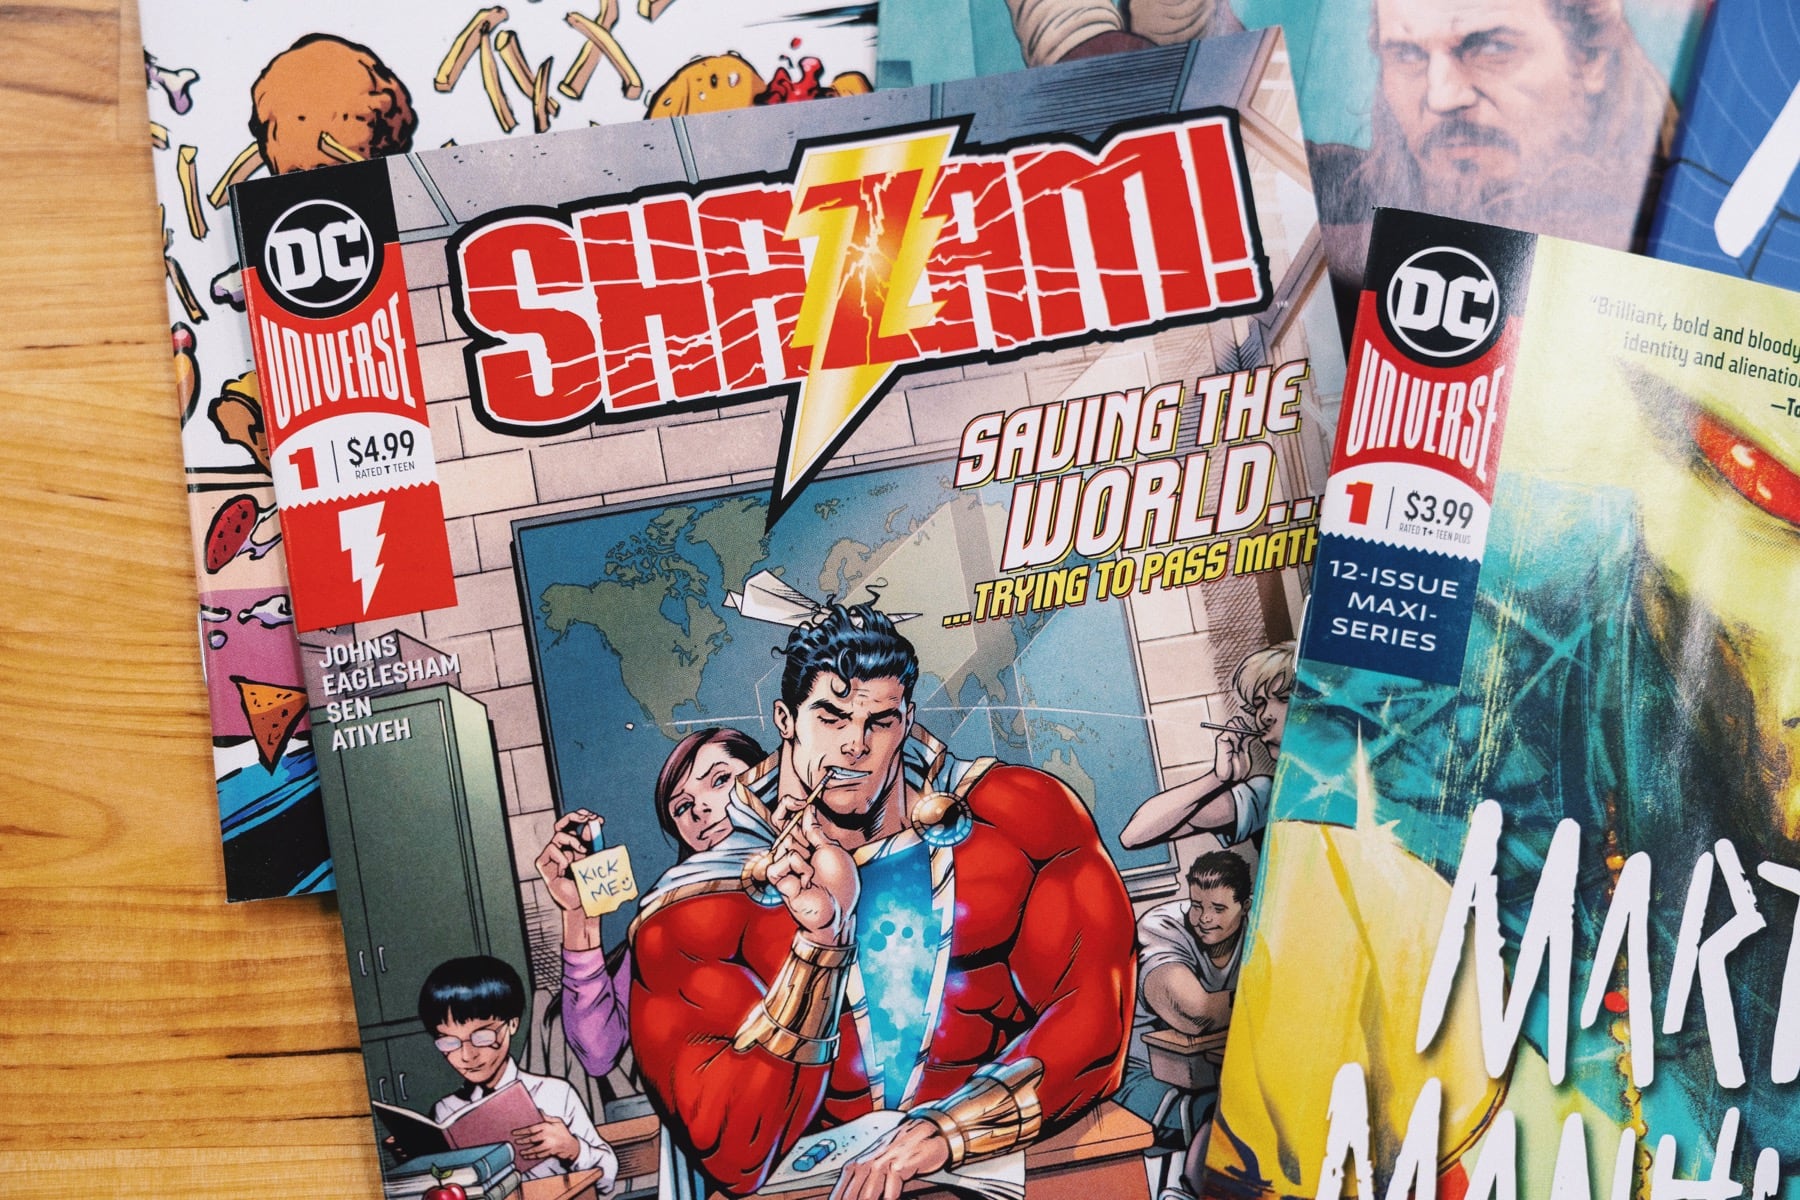 SHAZAM!
DC
UNIVERSE
1 $4.99
RATED T TEEN
SAVING THE
WORLD...
...TRYING TO PASS MATH
JOHNS
EAGLESHAM
SEN
ATIYEH
KICK
ME
DC
UNIVERSE
1 $3.99
RATED T+ TEEN PLUS
12-ISSUE
MAXI-
SERIES
"Brilliant, bold and bloody
identity and alienation
MART
MANHU